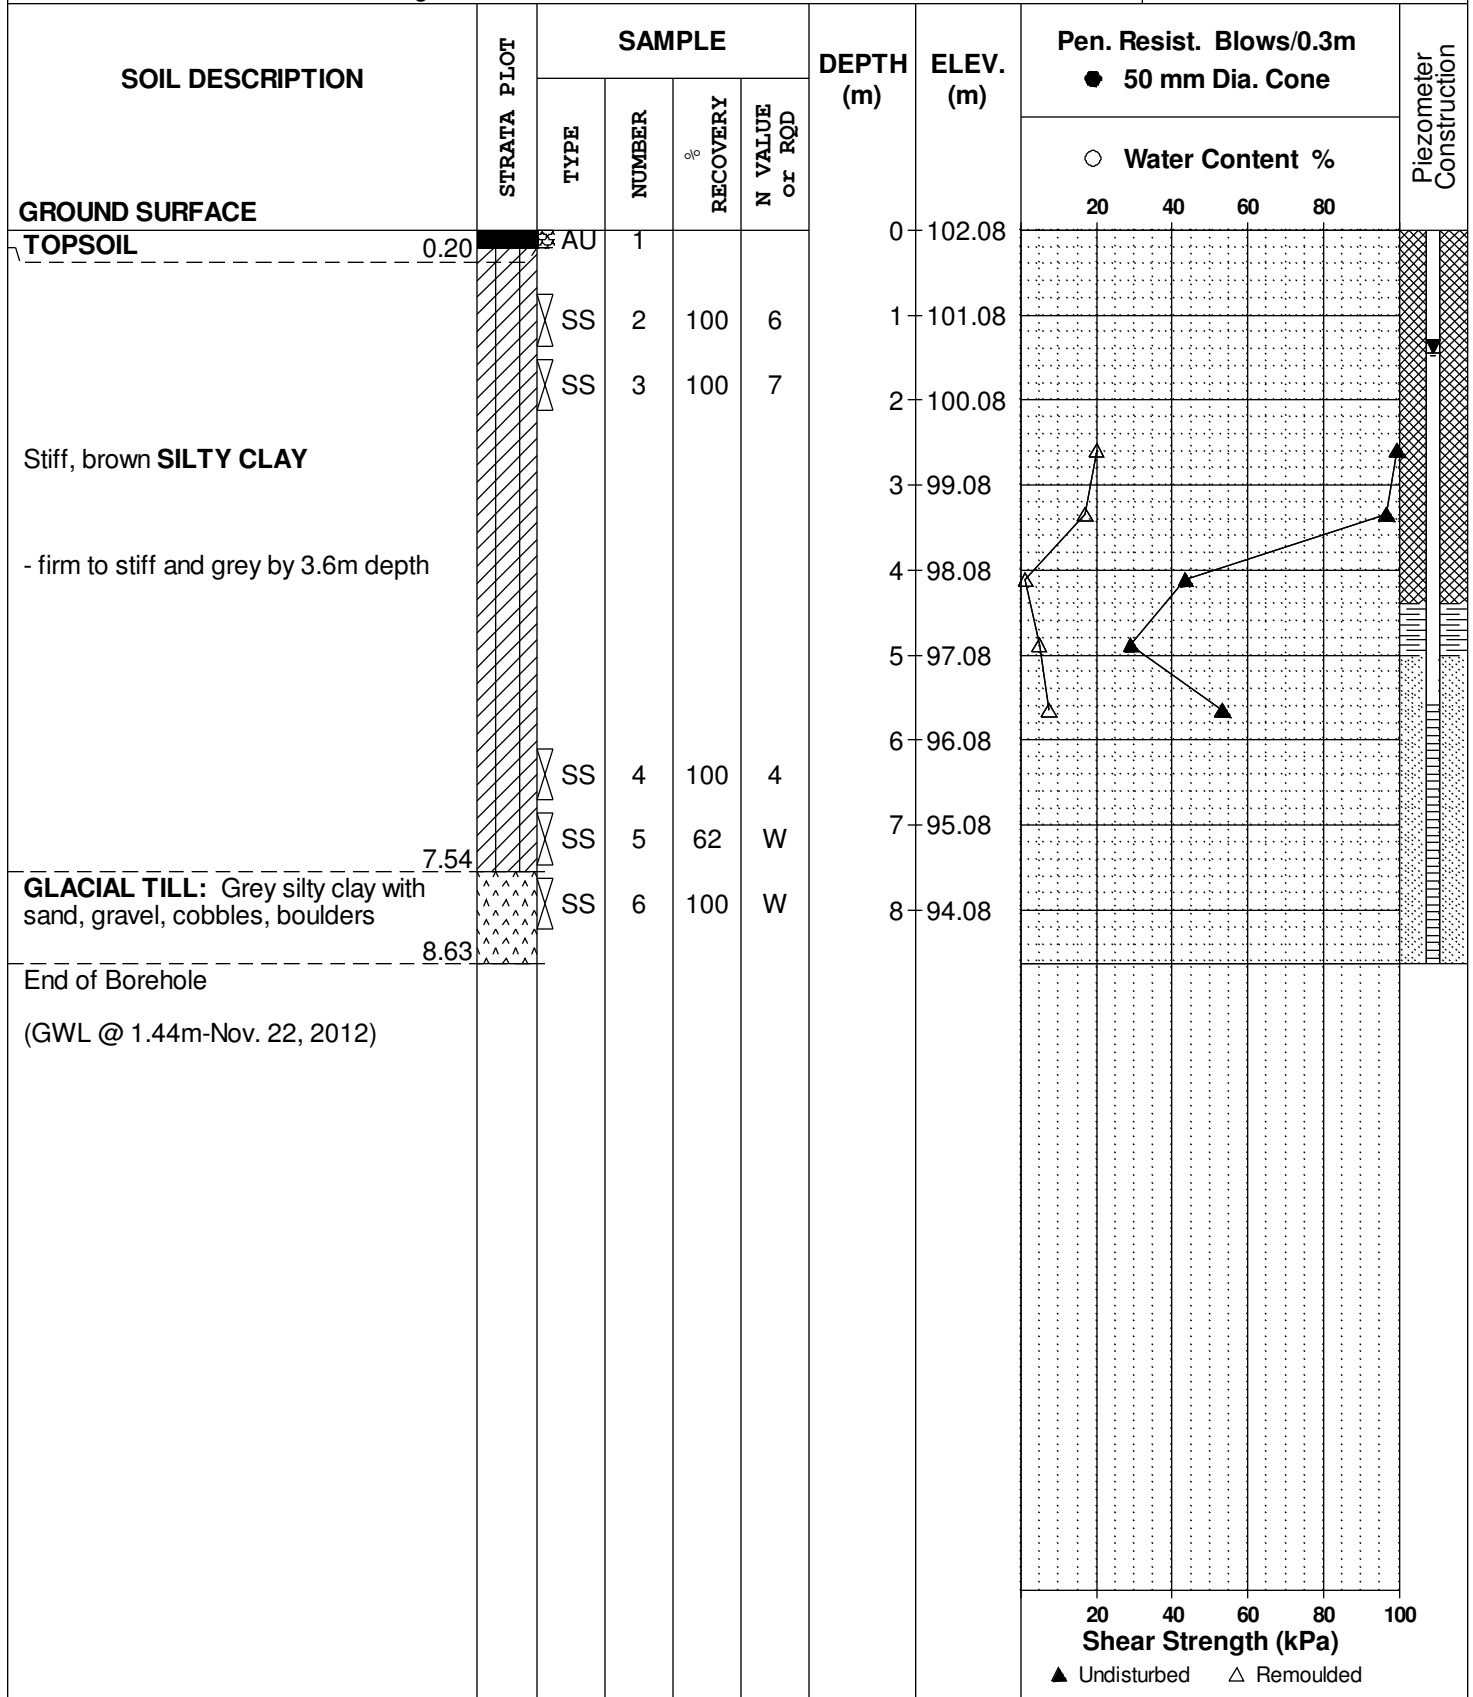 SOIL DESCRIPTION
GROUND SURFACE
STRATA PLOT
SAMPLE
TYPE
NUMBER
% RECOVERY
N VALUE or RQD
DEPTH (m)
ELEV. (m)
Pen. Resist. Blows/0.3m
● 50 mm Dia. Cone
○ Water Content %
20 40 60 80
Piezometer Construction
TOPSOIL 0.20
AU 1
0 102.08
SS 2 100 6
1 101.08
SS 3 100 7
2 100.08
Stiff, brown SILTY CLAY
3 99.08
- firm to stiff and grey by 3.6m depth
4 98.08
5 97.08
6 96.08
SS 4 100 4
7 95.08
SS 5 62 W
7.54
GLACIAL TILL: Grey silty clay with
sand, gravel, cobbles, boulders
SS 6 100 W
8 94.08
8.63
End of Borehole
(GWL @ 1.44m-Nov. 22, 2012)
20 40 60 80 100
Shear Strength (kPa)
▲ Undisturbed △ Remoulded